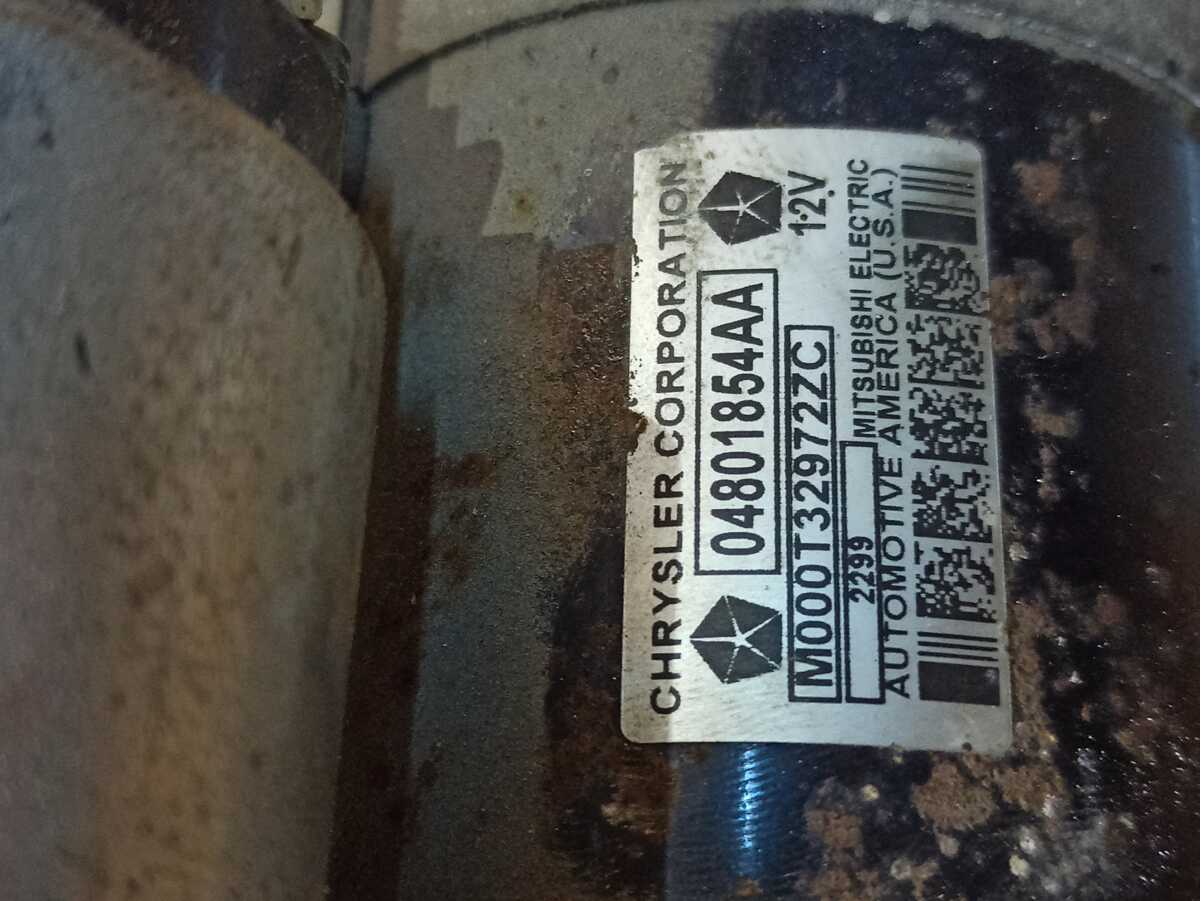 CHRYSLER CORPORATION
04801854AA
12V
M000T32972ZC
2299
MITSUBISHI ELECTRIC
AUTOMOTIVE AMERICA (U.S.A.)